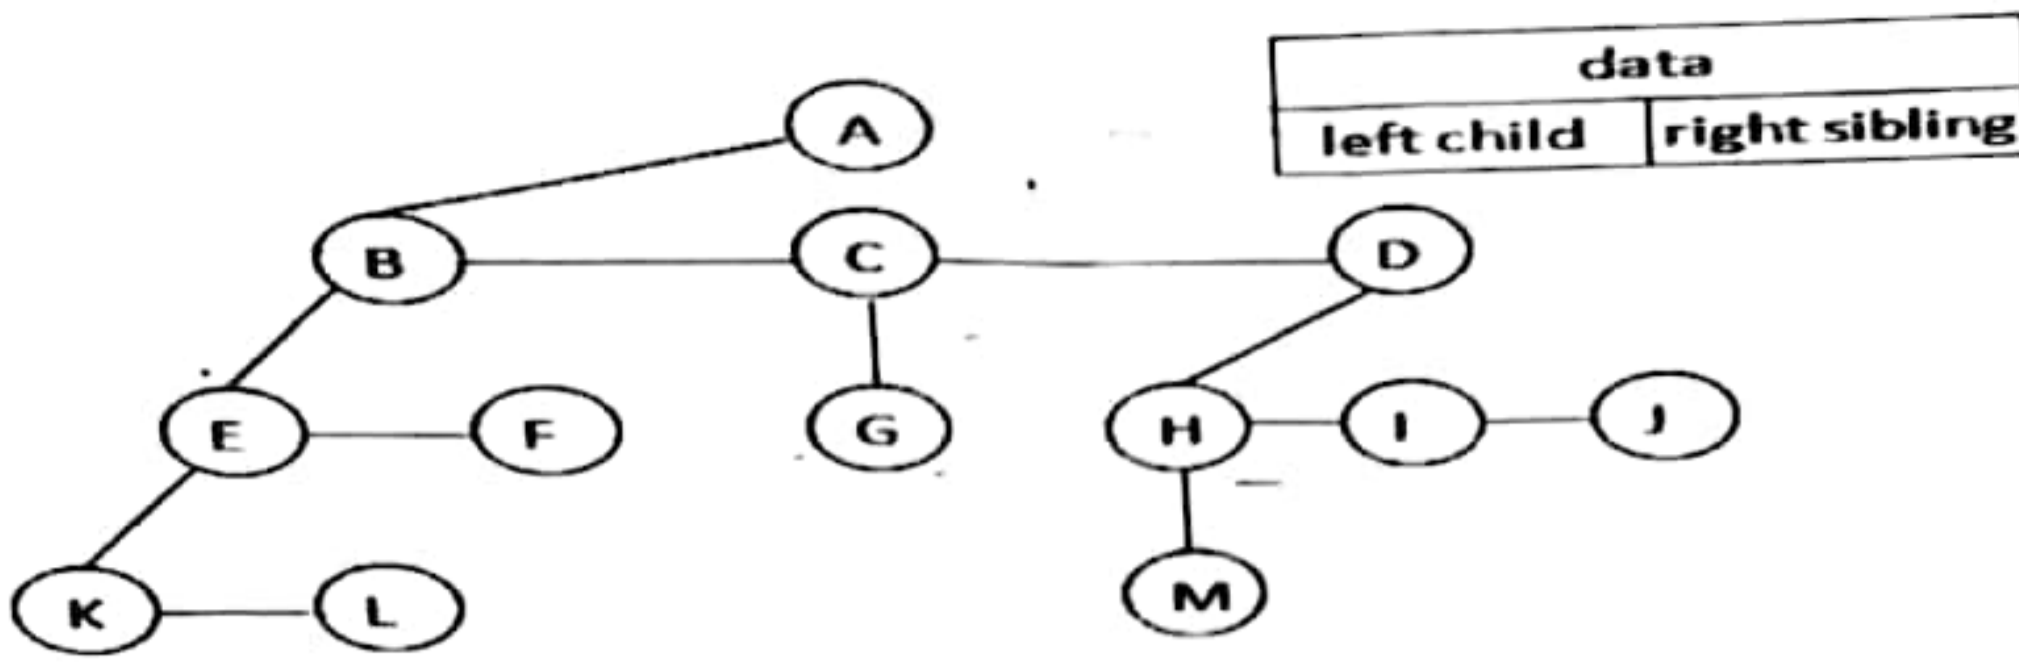 data
left child right sibling
A
B C D
E F G H I J
K L M